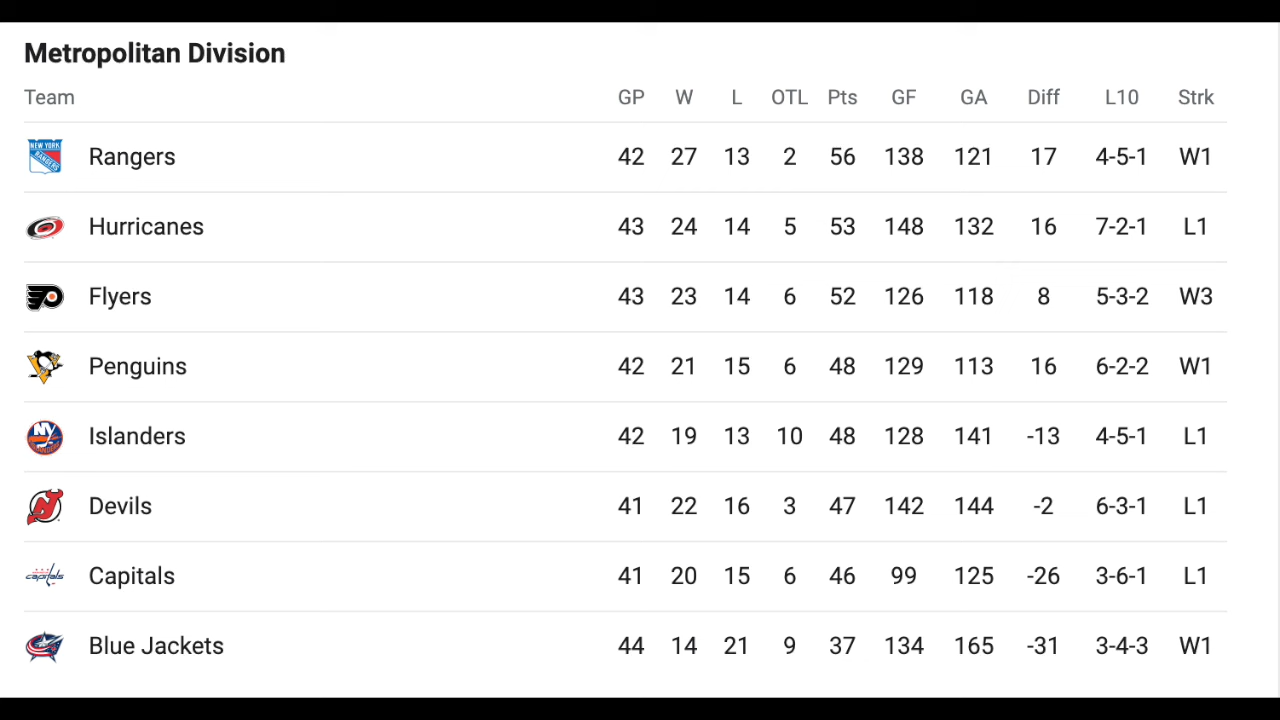 Metropolitan Division
Team GP W L OTL Pts GF GA Diff L10 Strk
NEW YORK RANGERS Rangers 42 27 13 2 56 138 121 17 4-5-1 W1
Hurricanes 43 24 14 5 53 148 132 16 7-2-1 L1
Flyers 43 23 14 6 52 126 118 8 5-3-2 W3
Penguins 42 21 15 6 48 129 113 16 6-2-2 W1
NY Islanders 42 19 13 10 48 128 141 -13 4-5-1 L1
Devils 41 22 16 3 47 142 144 -2 6-3-1 L1
capitals Capitals 41 20 15 6 46 99 125 -26 3-6-1 L1
Blue Jackets 44 14 21 9 37 134 165 -31 3-4-3 W1